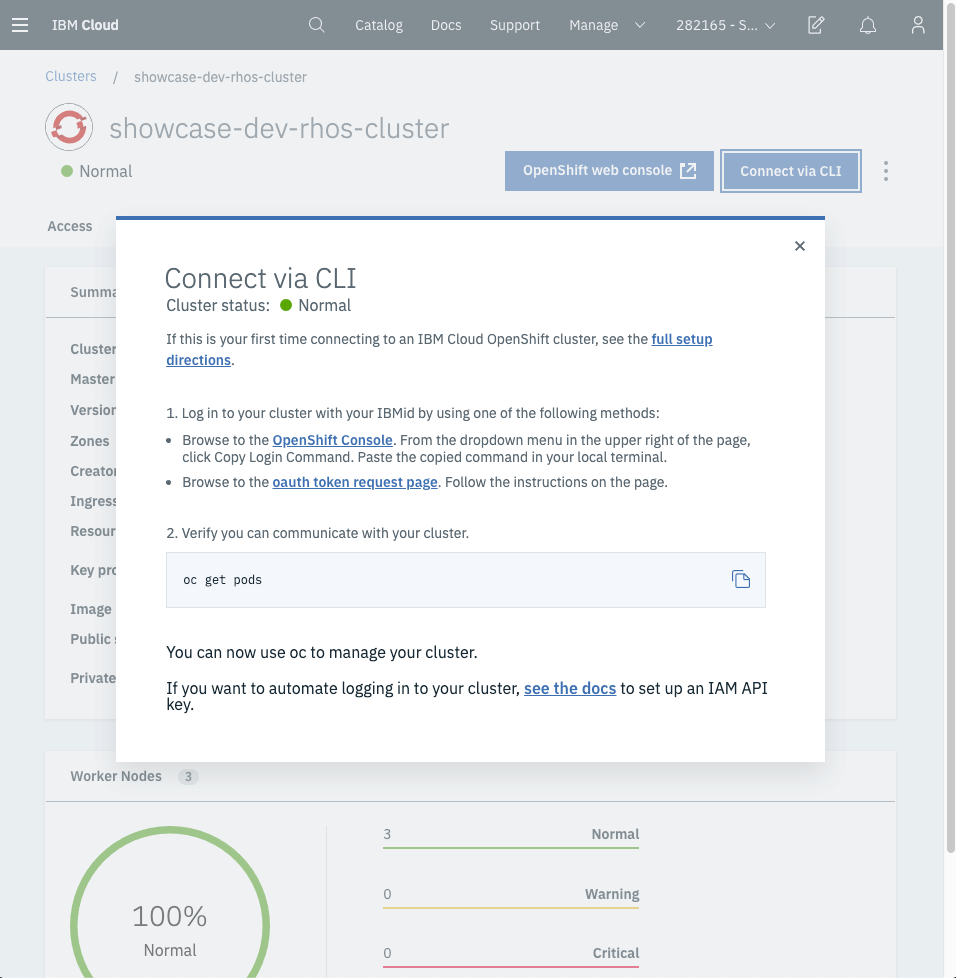 IBM Cloud
Catalog
Docs
Support
Manage
282165 - S...
Clusters / showcase-dev-rhos-cluster
showcase-dev-rhos-cluster
Normal
OpenShift web console
Connect via CLI
Access
Connect via CLI
Cluster status: Normal
If this is your first time connecting to an IBM Cloud OpenShift cluster, see the full setup
directions.
1. Log in to your cluster with your IBMid by using one of the following methods:
• Browse to the OpenShift Console. From the dropdown menu in the upper right of the page,
click Copy Login Command. Paste the copied command in your local terminal.
• Browse to the oauth token request page. Follow the instructions on the page.
2. Verify you can communicate with your cluster.
oc get pods
You can now use oc to manage your cluster.
If you want to automate logging in to your cluster, see the docs to set up an IAM API
key.
Summa
Cluster
Master
Version
Zones
Creator
Ingress
Resour
Key pro
Image
Public s
Private
Worker Nodes 3
100%
Normal
3 Normal
0 Warning
0 Critical